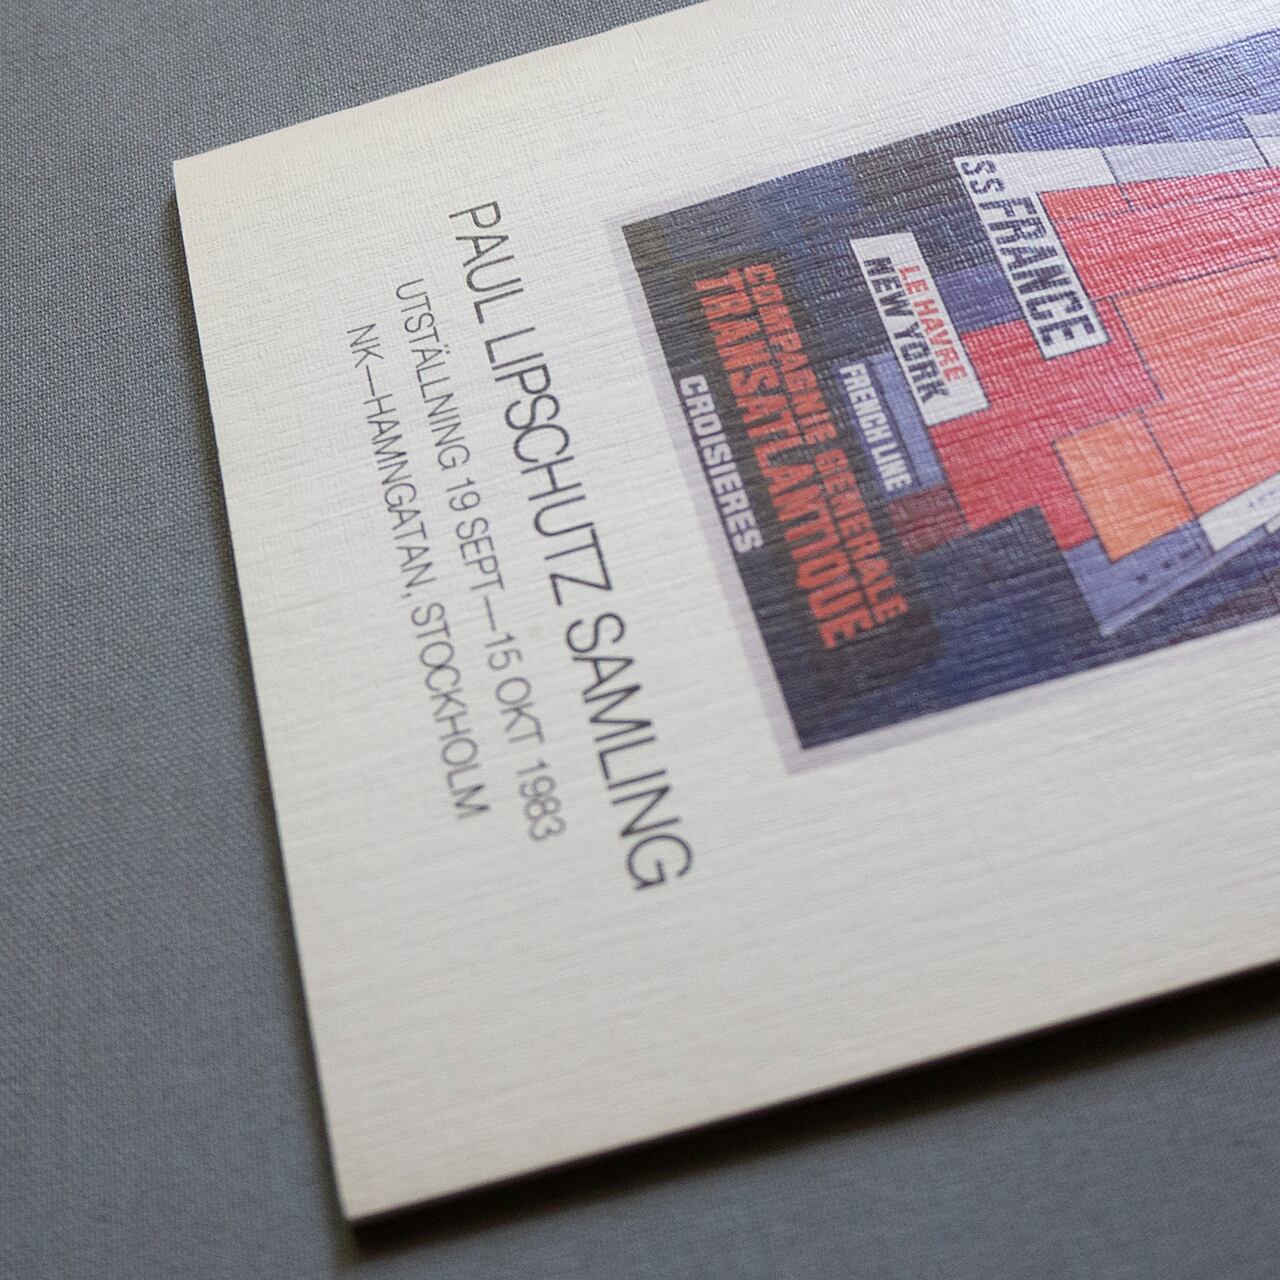 SS FRANCE
LE HAVRE
NEW YORK
FRENCH LINE
COMPAGNIE GENERALE
TRANSATLANTIQUE
CROISIERES
PAUL LIPSCHUTZ SAMLING
UTSTÄLLNING 19 SEPT—15 OKT 1983
NK—HAMNGATAN, STOCKHOLM